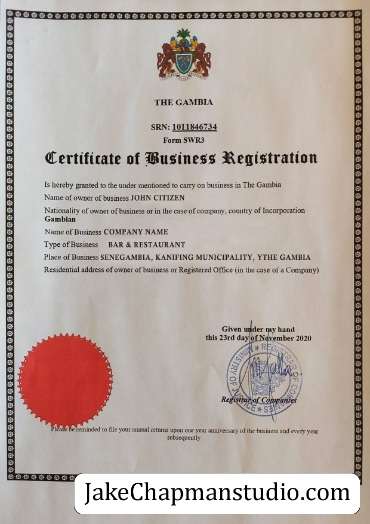 THE GAMBIA
SRN: 1011846734
Form SWR3
Certificate of Business Registration
Is hereby granted to the under mentioned to carry on business in The Gambia
Name of owner of business JOHN CITIZEN
Nationality of owner of business or in the case of company, country of Incorporation
Gambian
Name of Business COMPANY NAME
Type of Business BAR & RESTAURANT
Place of Business SENEGAMBIA, KANIFING MUNICIPALITY, YTHE GAMBIA
Residential address of owner of business or Registered Office (in the case of a Company)
Given under my hand
this 23rd day of November 2020
Registrar of Companies
Please be reminded to file your annual returns upon one year anniversary of the business and every year
subsequently
JakeChapmanstudio.com